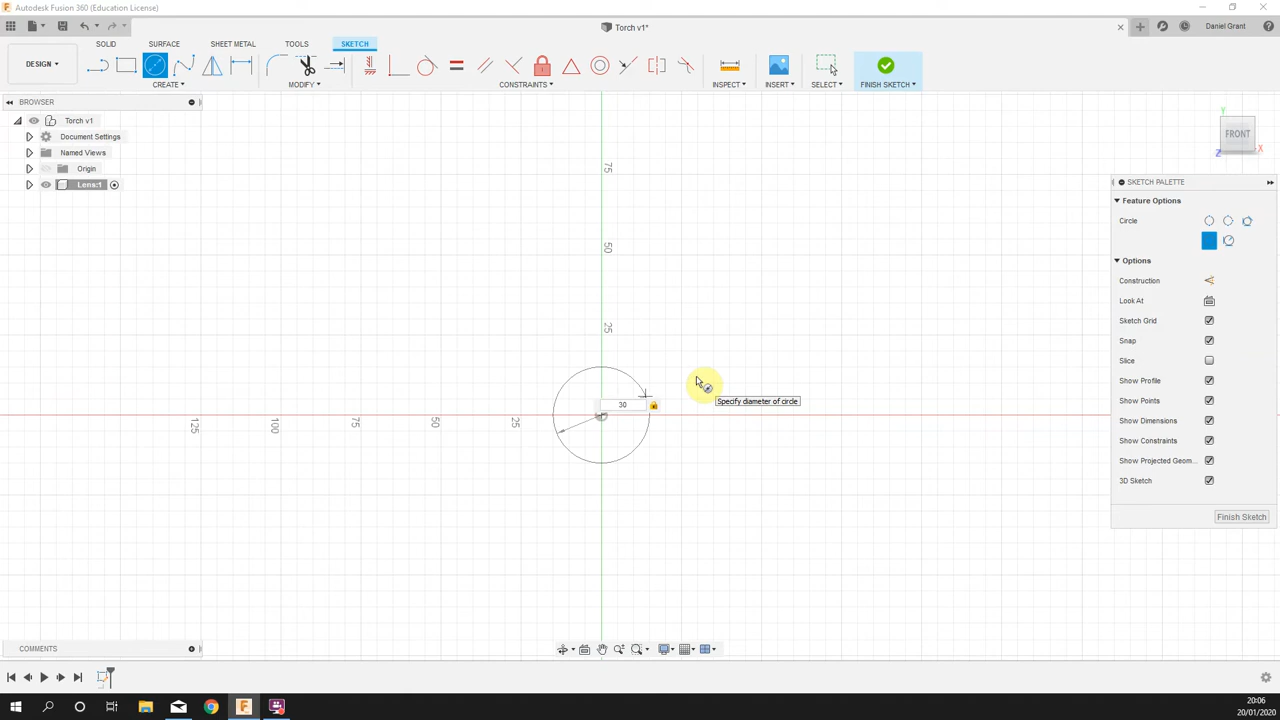 Autodesk Fusion 360 (Education License)
Torch v1*
Daniel Grant
DESIGN
SOLID
SURFACE
SHEET METAL
TOOLS
SKETCH
CREATE
MODIFY
CONSTRAINTS
INSPECT
INSERT
SELECT
FINISH SKETCH
BROWSER
Torch v1
Document Settings
Named Views
Origin
Lens:1
75
50
25
125
100
75
50
25
30
Specify diameter of circle
Y
FRONT
X
Z
SKETCH PALETTE
Feature Options
Circle
Options
Construction
Look At
Sketch Grid
Snap
Slice
Show Profile
Show Points
Show Dimensions
Show Constraints
Show Projected Geom...
3D Sketch
Finish Sketch
COMMENTS
20:06
20/01/2020